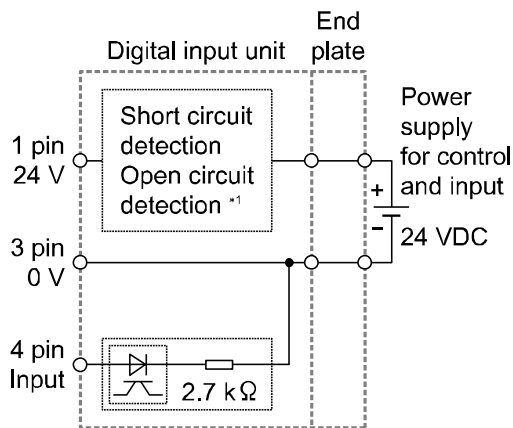 End
plate
Digital input unit
Short circuit
detection
Open circuit
detection *1
1 pin
24 V
Power
supply
for control
and input
+
−
24 VDC
3 pin
0 V
4 pin
Input
2.7 kΩ